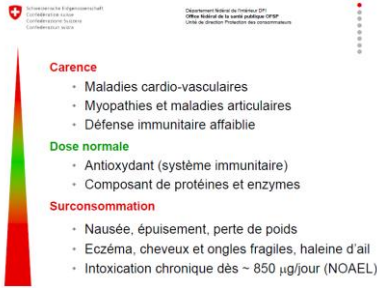 Schweizerische Eidgenossenschaft
Confédération suisse
Confederazione Svizzera
Confederaziun svizra
Département fédéral de l'intérieur DFI
Office fédéral de la santé publique OFSP
Unité de direction Protection des consommateurs
Carence
• Maladies cardio-vasculaires
• Myopathies et maladies articulaires
• Défense immunitaire affaiblie
Dose normale
• Antioxydant (système immunitaire)
• Composant de protéines et enzymes
Surconsommation
• Nausée, épuisement, perte de poids
• Eczéma, cheveux et ongles fragiles, haleine d'ail
• Intoxication chronique dès ~ 850 µg/jour (NOAEL)